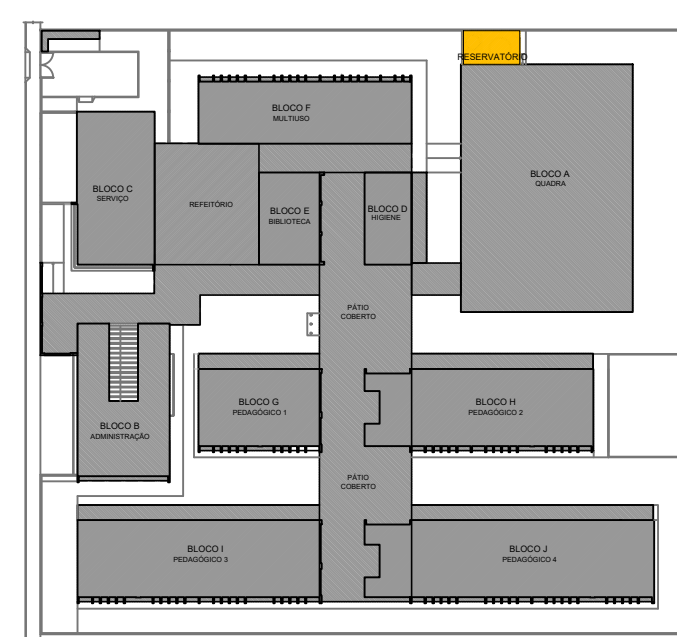 RESERVATÓRIO
BLOCO F
MULTIUSO
BLOCO A
QUADRA
BLOCO C
SERVIÇO
REFEITÓRIO
BLOCO E
BIBLIOTECA
BLOCO D
HIGIENE
PÁTIO
COBERTO
BLOCO G
PEDAGÓGICO 1
BLOCO H
PEDAGÓGICO 2
BLOCO B
ADMINISTRAÇÃO
PÁTIO
COBERTO
BLOCO I
PEDAGÓGICO 3
BLOCO J
PEDAGÓGICO 4